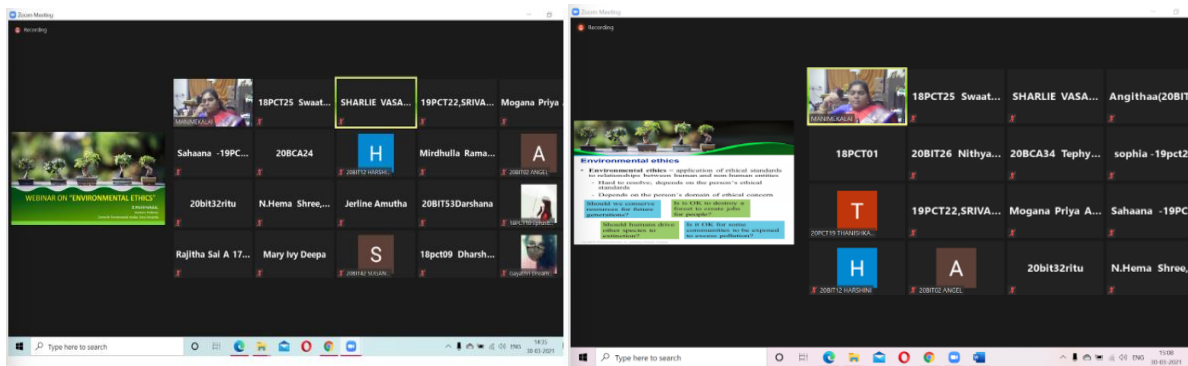 Zoom Meeting
Recording
MANIMEKALAI
18PCT25 Swaat...
SHARLIE VASA...
19PCT22,SRIVA...
Mogana Priya
Sahaana -19PC...
20BCA24
H
20BIT12 HARSHI...
Mirdhulla Rama...
A
20BIT02 ANGEL
WEBINAR ON "ENVIRONMENTAL ETHICS"
20bit32ritu
N.Hema Shree,...
Jerline Amutha
20BIT53Darshana
Rajitha Sai A 17...
Mary Ivy Deepa
S
18pct09 Dharsh...
Type here to search
ENG
30-03-2021
Zoom Meeting
Recording
MANIMEKALAI
18PCT25 Swaat...
SHARLIE VASA...
Angithaa(20BIT
18PCT01
20BIT26 Nithya...
20BCA34 Tephy...
sophia -19pct2
Environmental ethics
• Environmental ethics = application of ethical standards
to relationships between human and non-human entities
- Hard to resolve, depends on the person's ethical
standards
- Depends on the person's domain of ethical concern
Should we conserve
resources for future
generations?
Is it OK to destroy a
forest to create jobs
for people?
Should humans drive
other species to
extinction?
Is it OK for some
communities to be exposed
to excess pollution?
T
20PCT19 THANISHKA...
19PCT22,SRIVA...
Mogana Priya A...
Sahaana -19PC
H
20BIT12 HARSHINI
A
20BIT02 ANGEL
20bit32ritu
N.Hema Shree,
Type here to search
ENG
15:08
30-03-2021